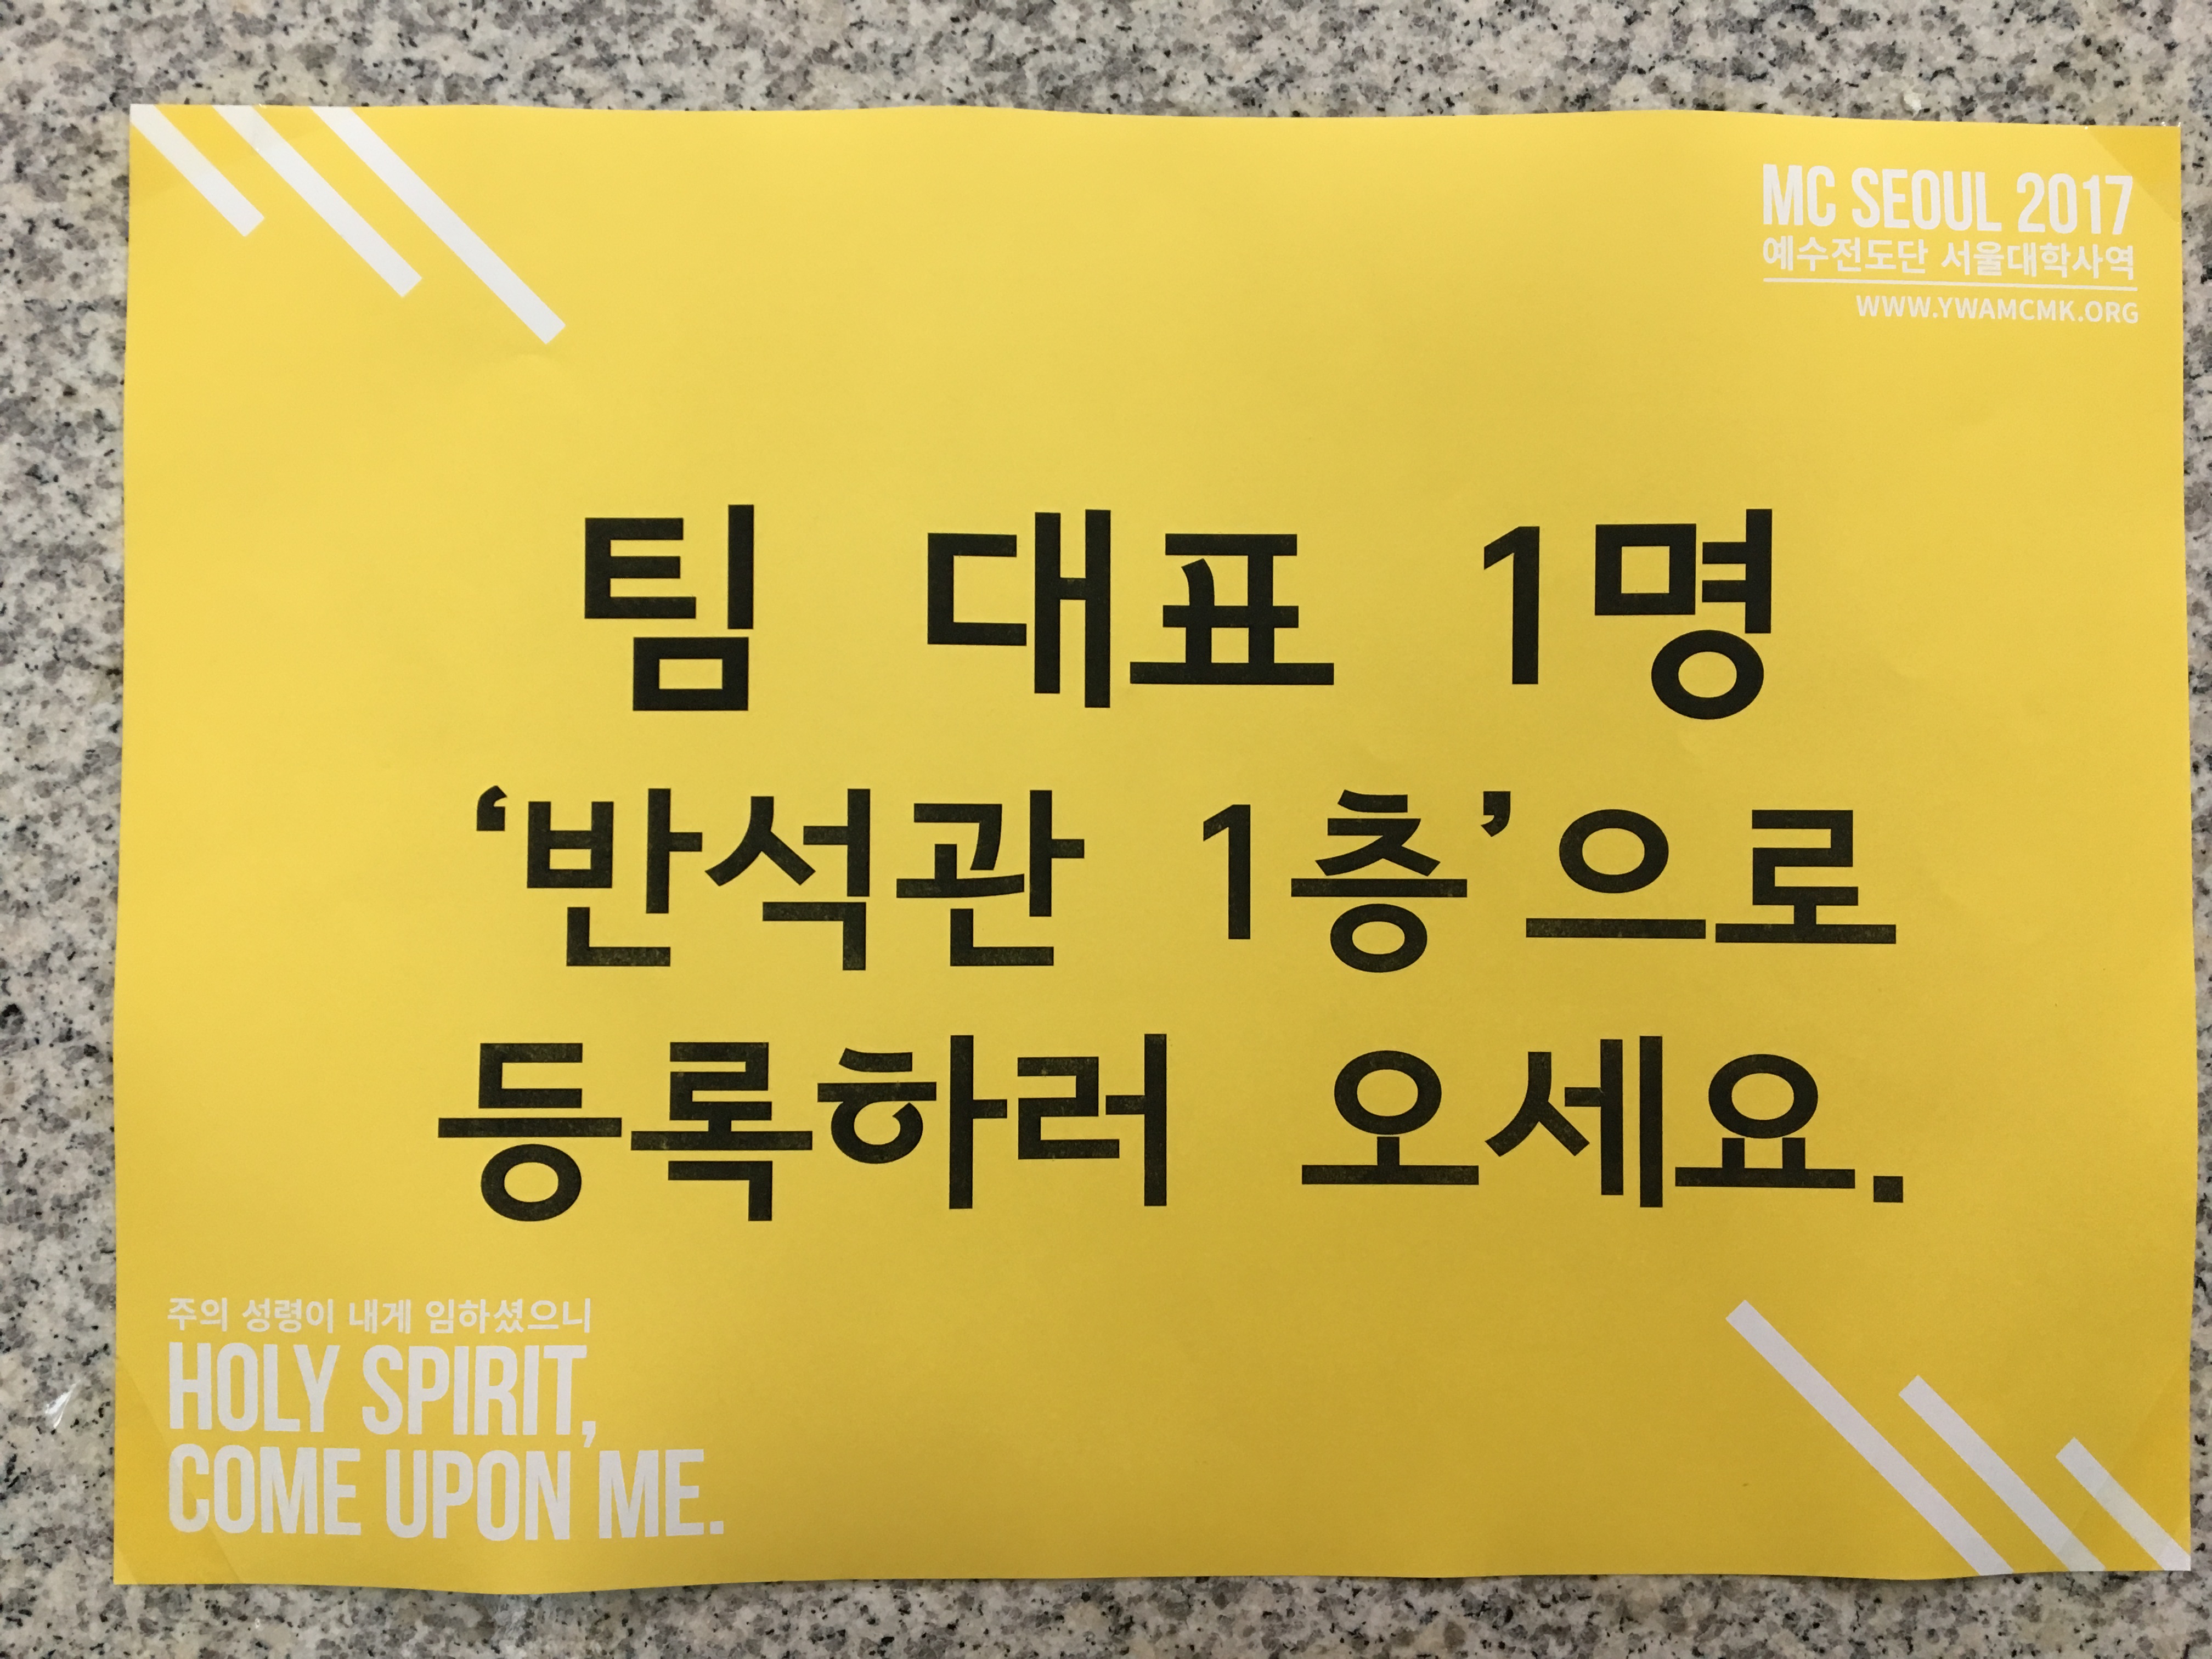 MC SEOUL 2017
예수전도단 서울대학사역
WWW.YWAMCMK.ORG
팀 대표 1명
‘반석관 1층’으로
등록하러 오세요.
주의 성령이 내게 임하셨으니
HOLY SPIRIT,
COME UPON ME.